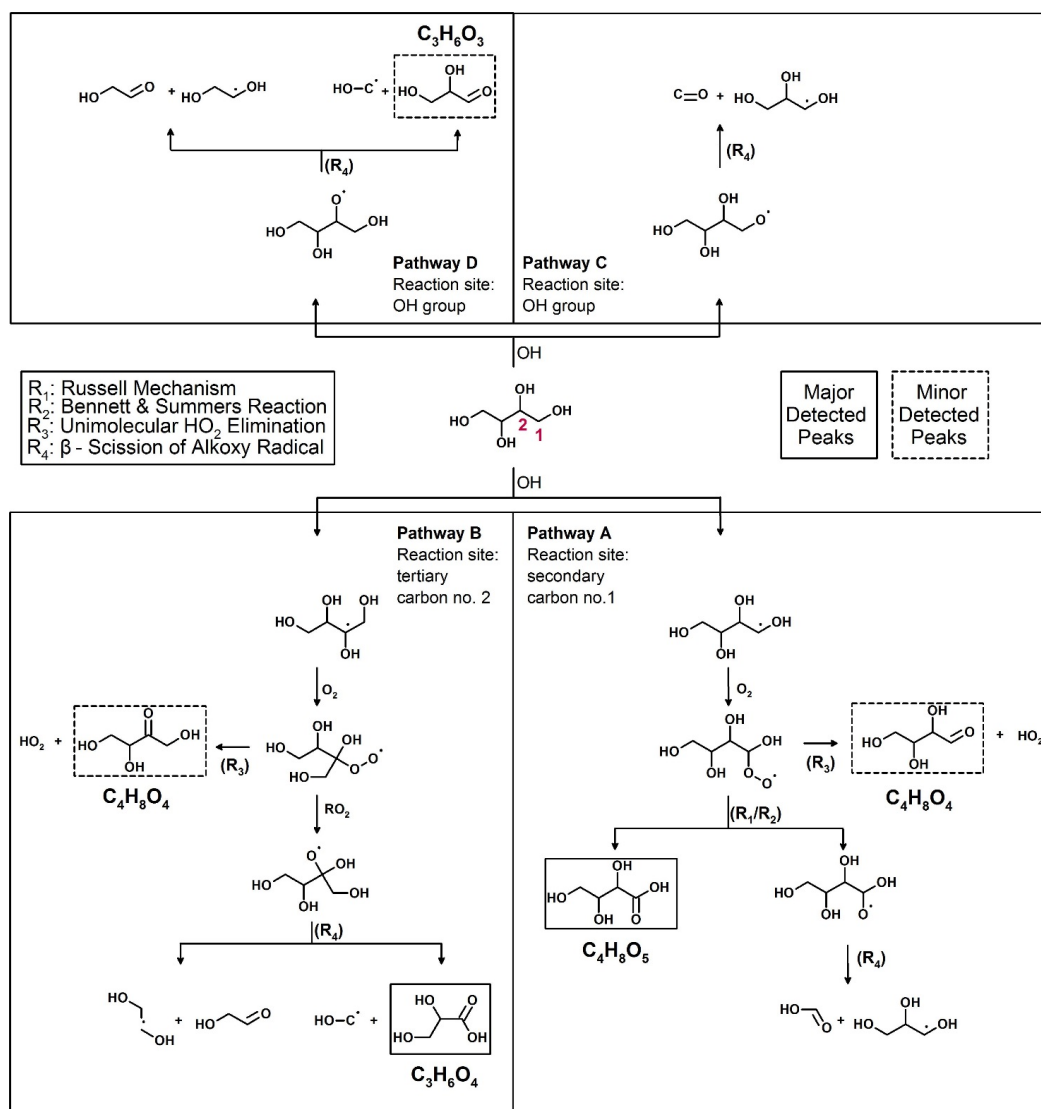 C₃H₆O₃
OH
HO
O
+
HO
OH
HO–C
+
HO
O
(R₄)
O
HO
OH
OH
Pathway D
Reaction site:
OH group
C=O
+
OH
HO
OH
(R₄)
OH
HO
O
OH
Pathway C
Reaction site:
OH group
OH
R₁: Russell Mechanism
R₂: Bennett & Summers Reaction
R₃: Unimolecular HO₂ Elimination
R₄: β - Scission of Alkoxy Radical
OH
HO
OH
2
1
OH
Major
Detected
Peaks
Minor
Detected
Peaks
OH
Pathway B
Reaction site:
tertiary
carbon no. 2
OH
OH
HO
OH
O₂
HO₂ +
O
HO
OH
OH
C₄H₈O₄
(R₃)
OH
OH
HO
HO
O
O
RO₂
O
OH
HO
OH
OH
(R₄)
HO
OH
+
HO
O
HO–C
+
OH
O
HO
OH
C₃H₆O₄
Pathway A
Reaction site:
secondary
carbon no.1
OH
HO
OH
OH
O₂
OH
OH
HO
OH
O
O
(R₃)
OH
HO
O
OH
+ HO₂
C₄H₈O₄
(R₁/R₂)
OH
OH
HO
OH
O
C₄H₈O₅
OH
OH
HO
OH
O
(R₄)
HO
O
+
OH
HO
OH